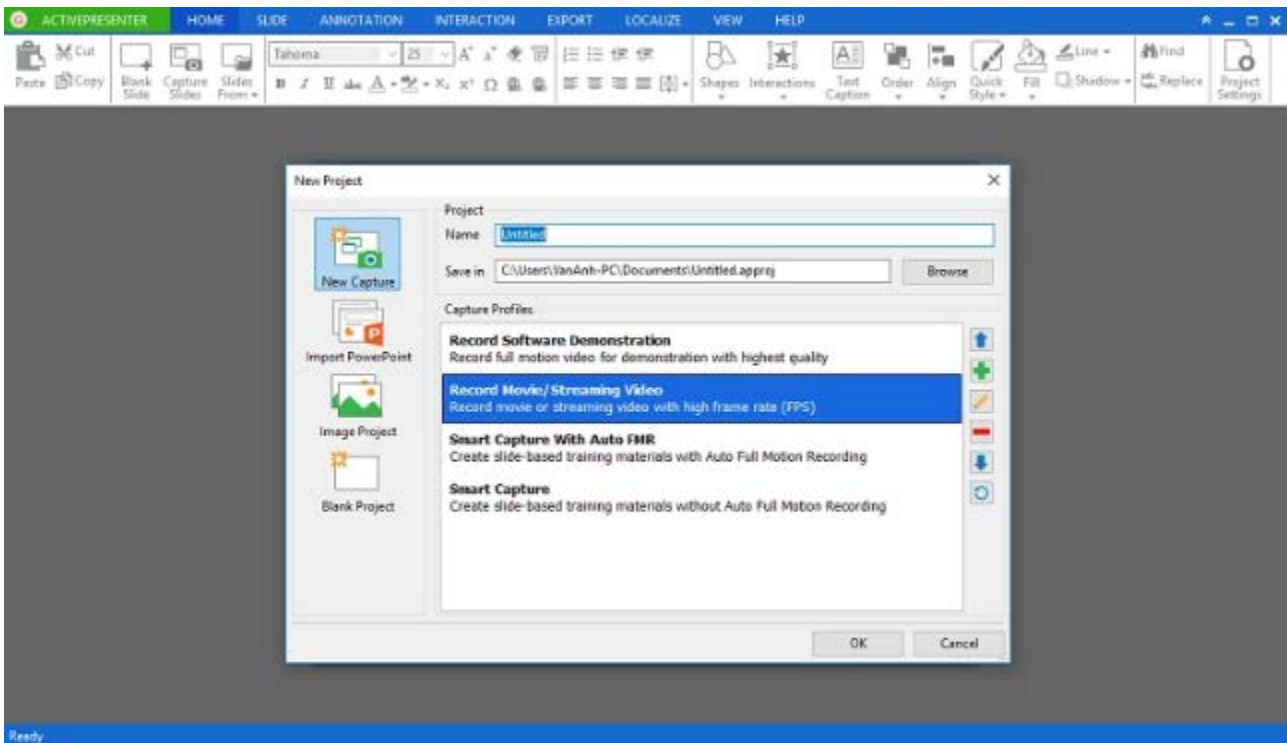 ACTIVEPRESENTER HOME SLIDE ANNOTATION INTERACTION EXPORT LOCALIZE VIEW HELP
Paste
Cut
Copy
Blank Slide
Capture Slides
Slides From
Tahoma 25
Shapes
Interactions
Text Caption
Order
Align
Quick Style
Fill
Line
Shadow
Find
Replace
Project Settings
New Project
New Capture
Import PowerPoint
Image Project
Blank Project
Project
Name Untitled
Save in C:\Users\VanAnh-PC\Documents\Untitled.approj Browse
Capture Profiles
Record Software Demonstration
Record full motion video for demonstration with highest quality
Record Movie/Streaming Video
Record movie or streaming video with high frame rate (FPS)
Smart Capture With Auto FMR
Create slide-based training materials with Auto Full Motion Recording
Smart Capture
Create slide-based training materials without Auto Full Motion Recording
OK Cancel
Ready